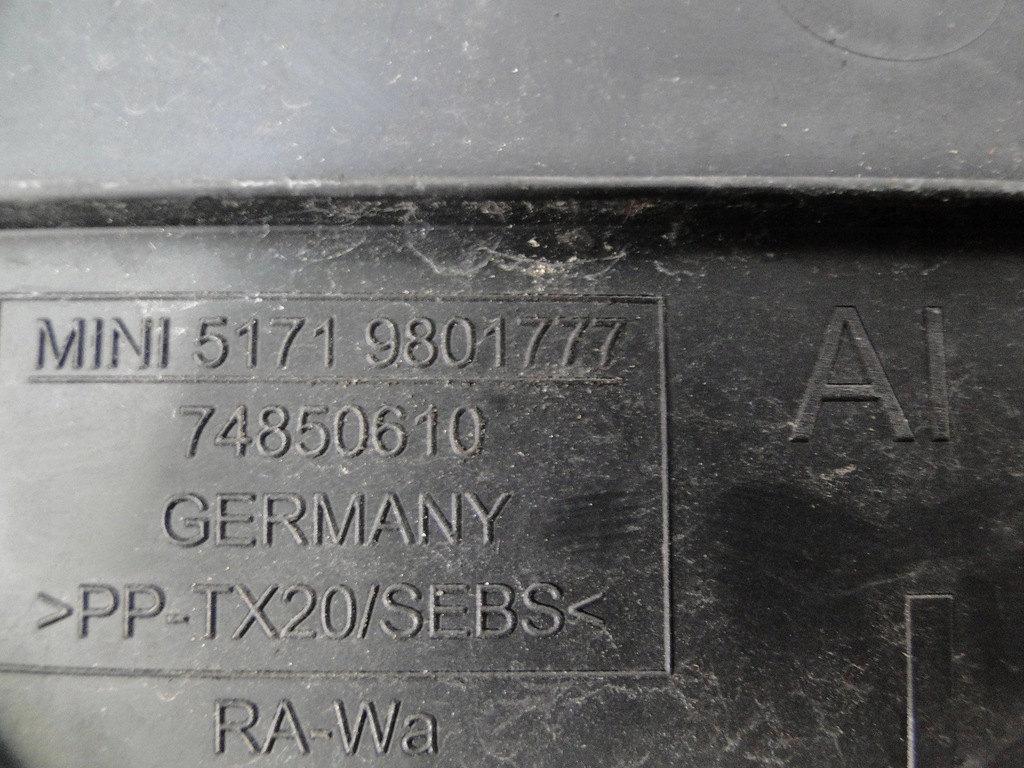 MINI 5171 9801777
74850610
GERMANY
>PP-TX20/SEBS<
RA-Wa
AI